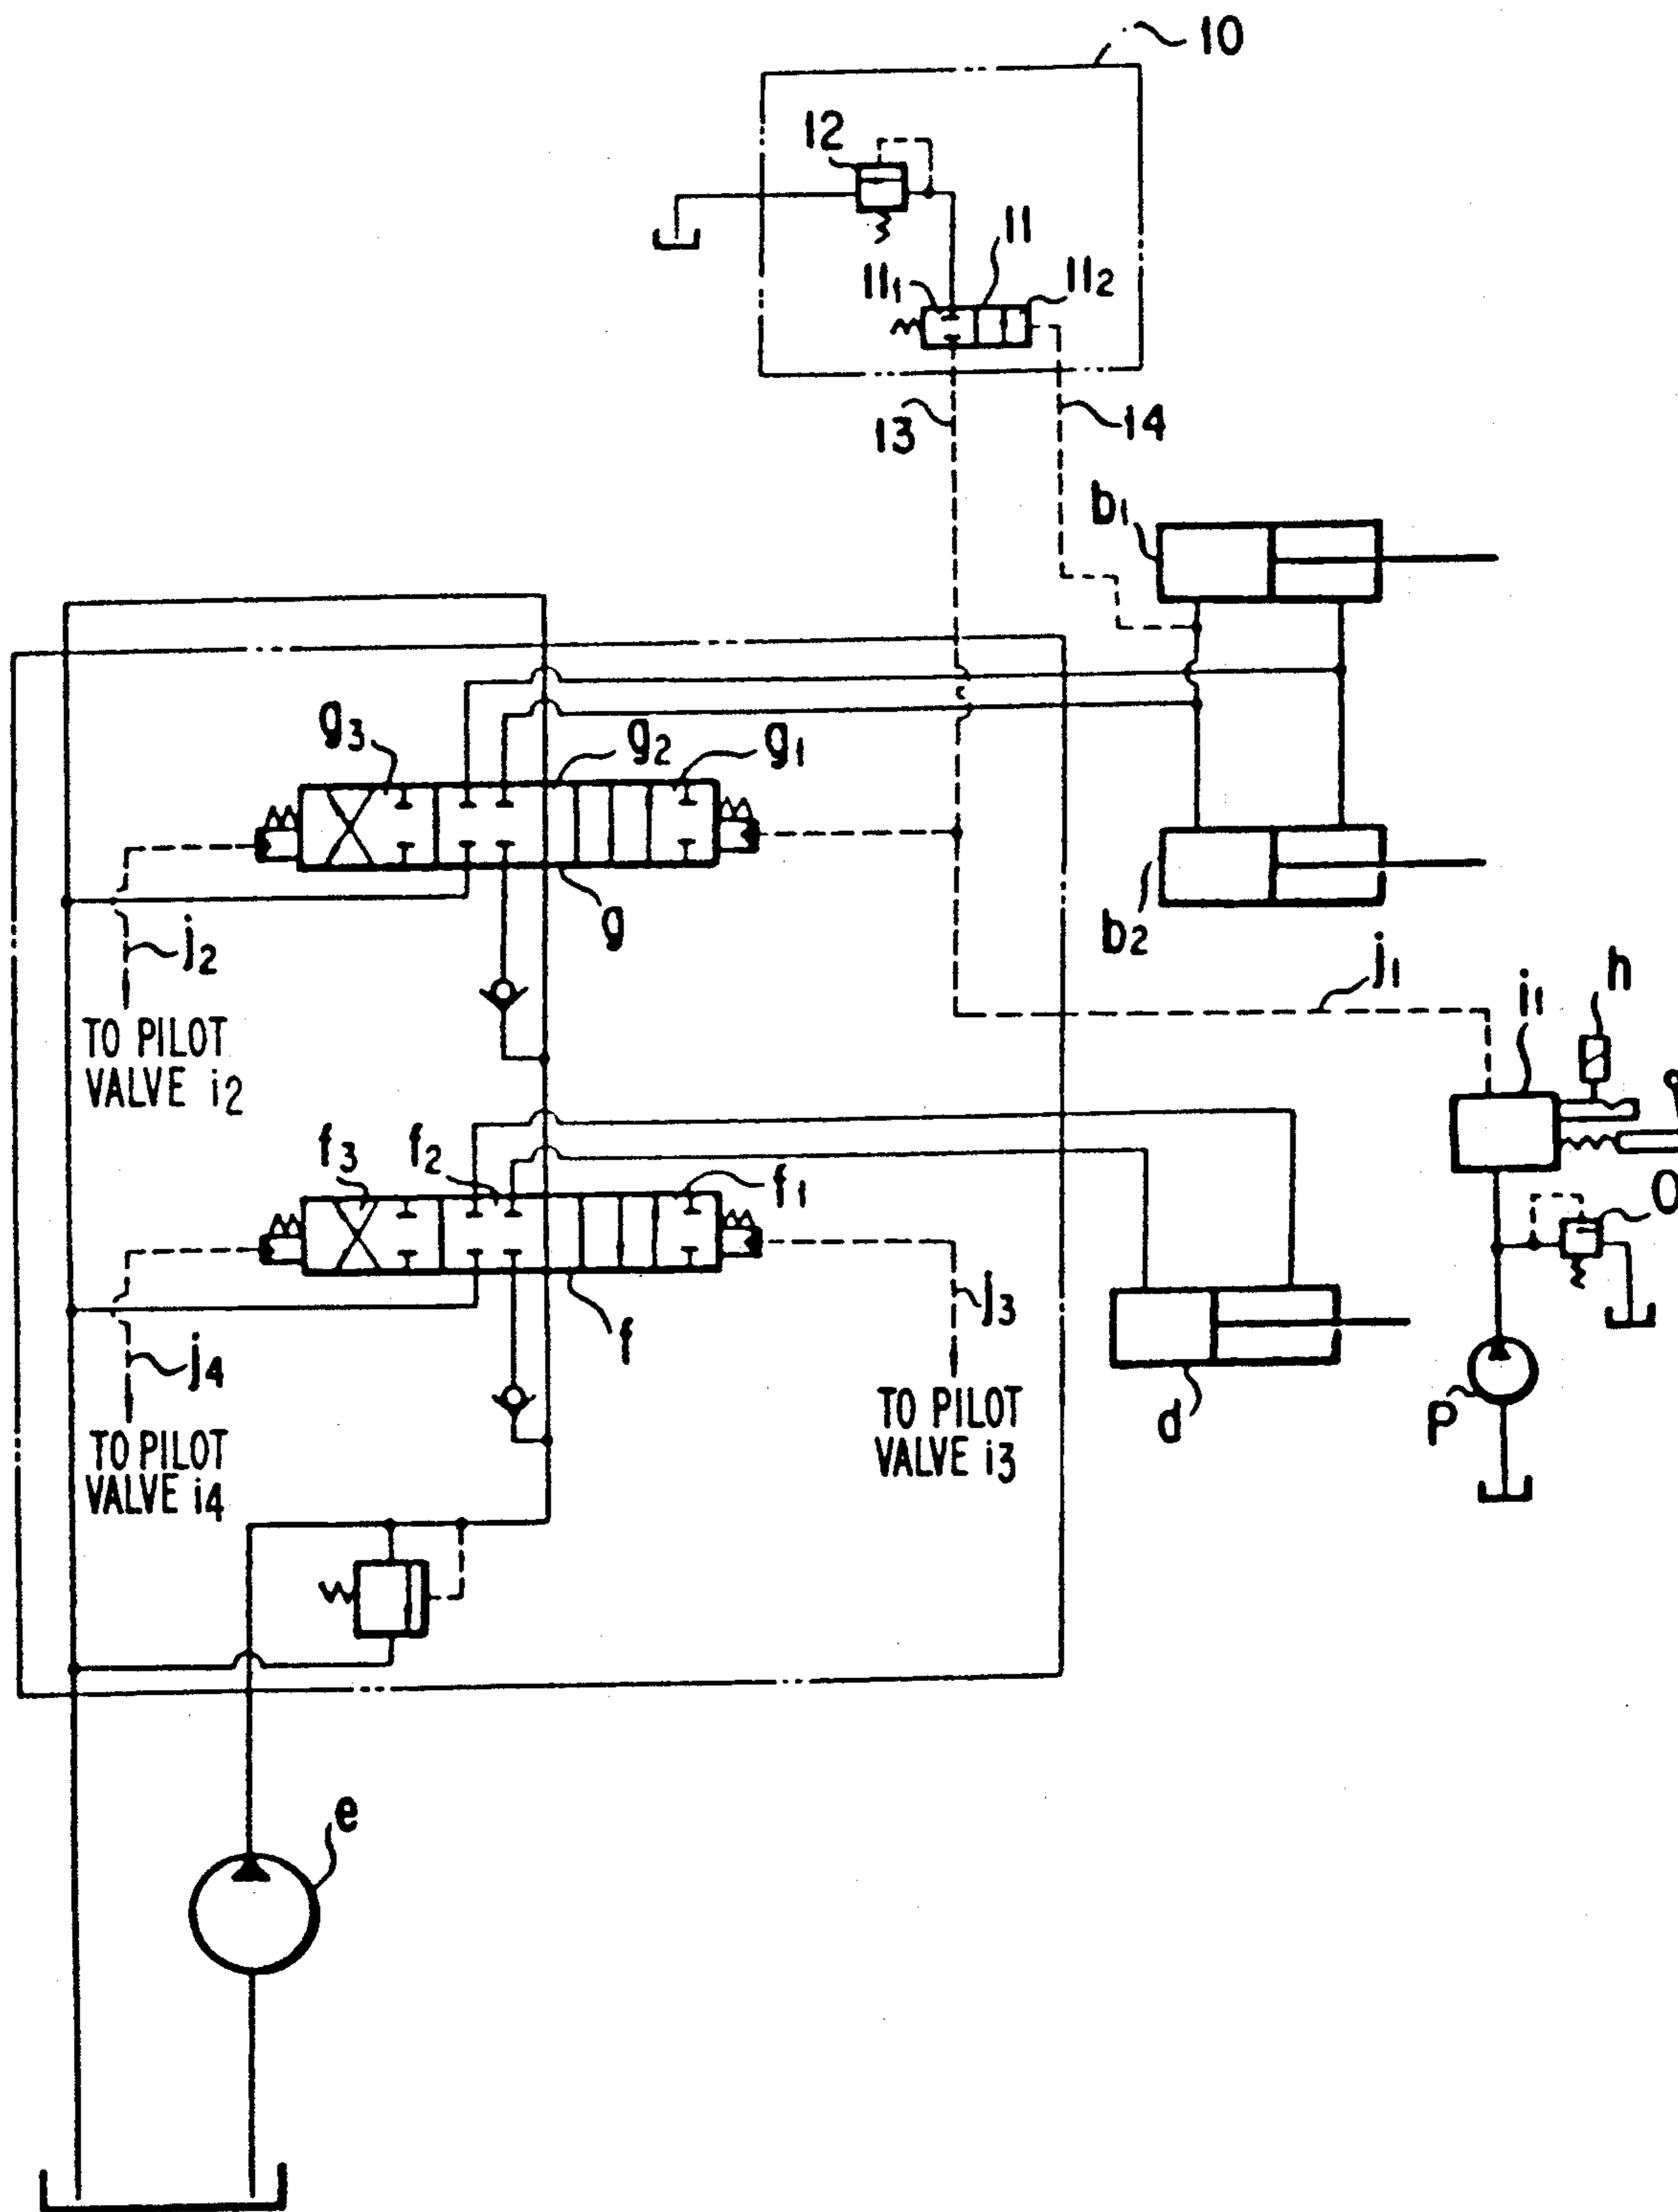 10
12
11
11₁
11₂
13
14
b₁
g₃
g₂
g₁
g
b₂
j₂
j₁
h
i₁
TO PILOT
VALVE i₂
f₃
f₂
f₁
O
f
j₃
j₄
d
P
TO PILOT
VALVE i₃
TO PILOT
VALVE i₄
e